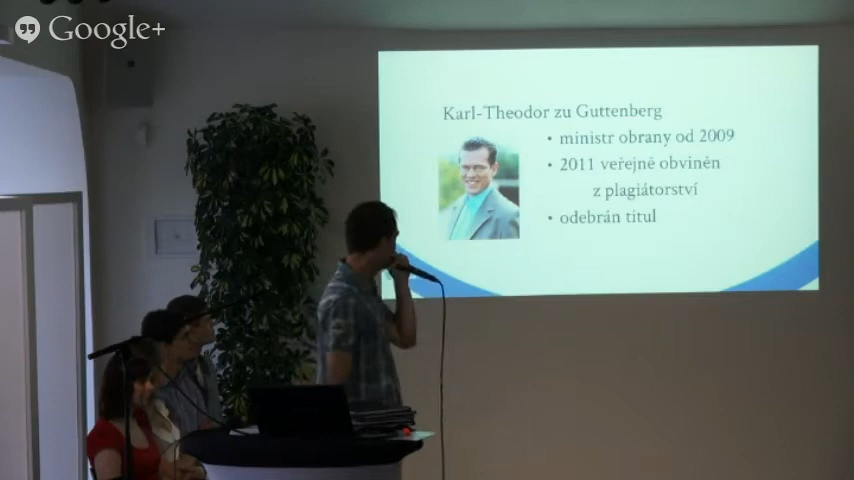 Google+
Karl-Theodor zu Guttenberg
• ministr obrany od 2009
• 2011 veřejně obviněn
z plagiátorství
• odebrán titul